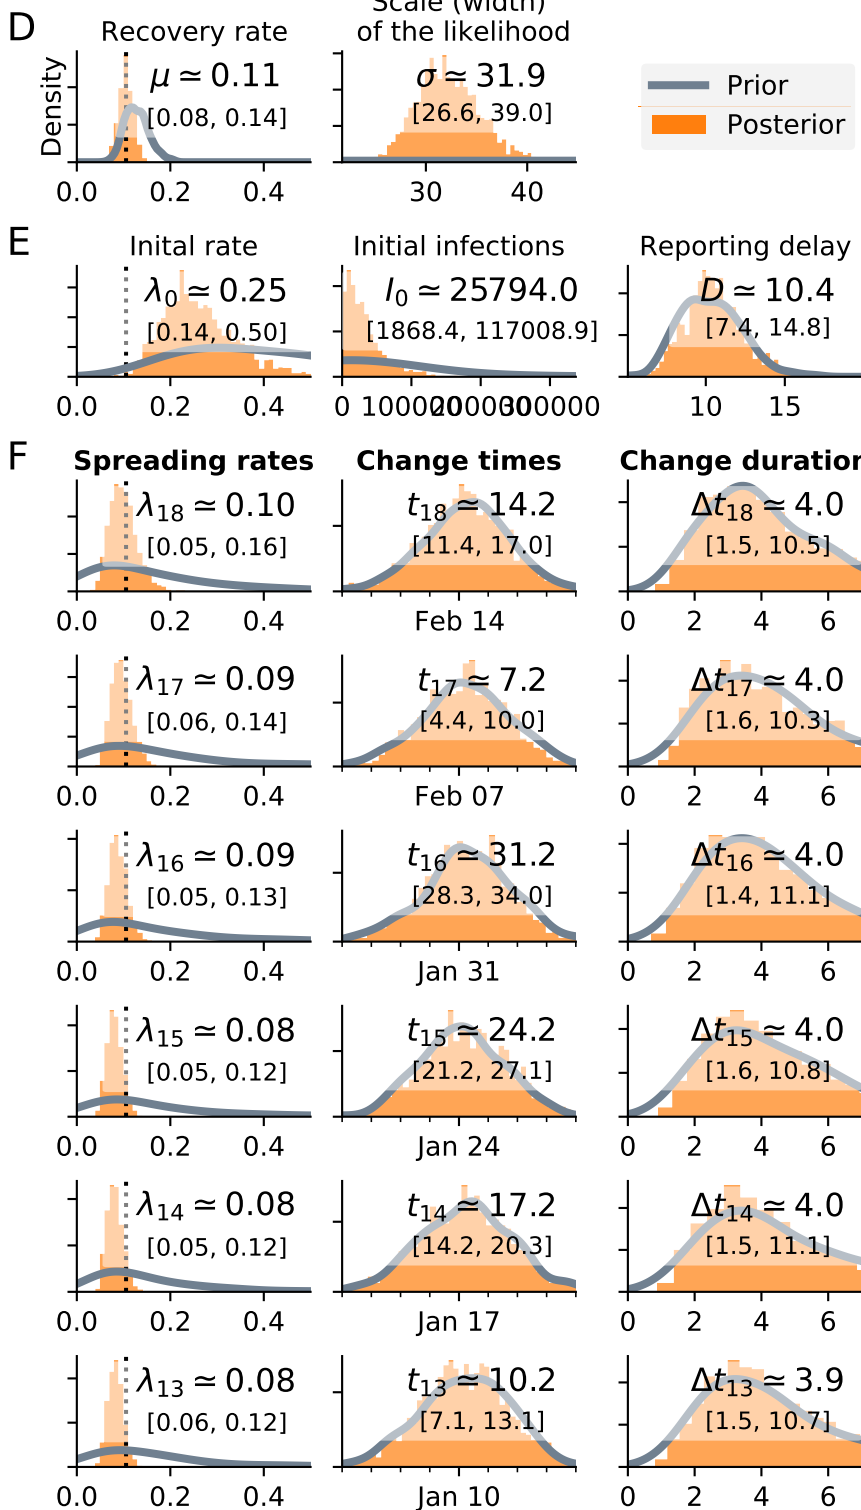 D
Recovery rate
Scale (width)
of the likelihood
Density
μ ≃ 0.11
[0.08, 0.14]
σ ≃ 31.9
[26.6, 39.0]
Prior
Posterior
0.0 0.2 0.4
30 40
E
Inital rate
Initial infections
Reporting delay
λ0 ≃ 0.25
[0.14, 0.50]
I0 ≃ 25794.0
[1868.4, 117008.9]
D ≃ 10.4
[7.4, 14.8]
0.0 0.2 0.4
0 100000 200000 300000
10 15
F
Spreading rates
Change times
Change duration
λ18 ≃ 0.10
[0.05, 0.16]
t18 ≃ 14.2
[11.4, 17.0]
Δt18 ≃ 4.0
[1.5, 10.5]
0.0 0.2 0.4
Feb 14
0 2 4 6
λ17 ≃ 0.09
[0.06, 0.14]
t17 ≃ 7.2
[4.4, 10.0]
Δt17 ≃ 4.0
[1.6, 10.3]
0.0 0.2 0.4
Feb 07
0 2 4 6
λ16 ≃ 0.09
[0.05, 0.13]
t16 ≃ 31.2
[28.3, 34.0]
Δt16 ≃ 4.0
[1.4, 11.1]
0.0 0.2 0.4
Jan 31
0 2 4 6
λ15 ≃ 0.08
[0.05, 0.12]
t15 ≃ 24.2
[21.2, 27.1]
Δt15 ≃ 4.0
[1.6, 10.8]
0.0 0.2 0.4
Jan 24
0 2 4 6
λ14 ≃ 0.08
[0.05, 0.12]
t14 ≃ 17.2
[14.2, 20.3]
Δt14 ≃ 4.0
[1.5, 11.1]
0.0 0.2 0.4
Jan 17
0 2 4 6
λ13 ≃ 0.08
[0.06, 0.12]
t13 ≃ 10.2
[7.1, 13.1]
Δt13 ≃ 3.9
[1.5, 10.7]
0.0 0.2 0.4
Jan 10
0 2 4 6